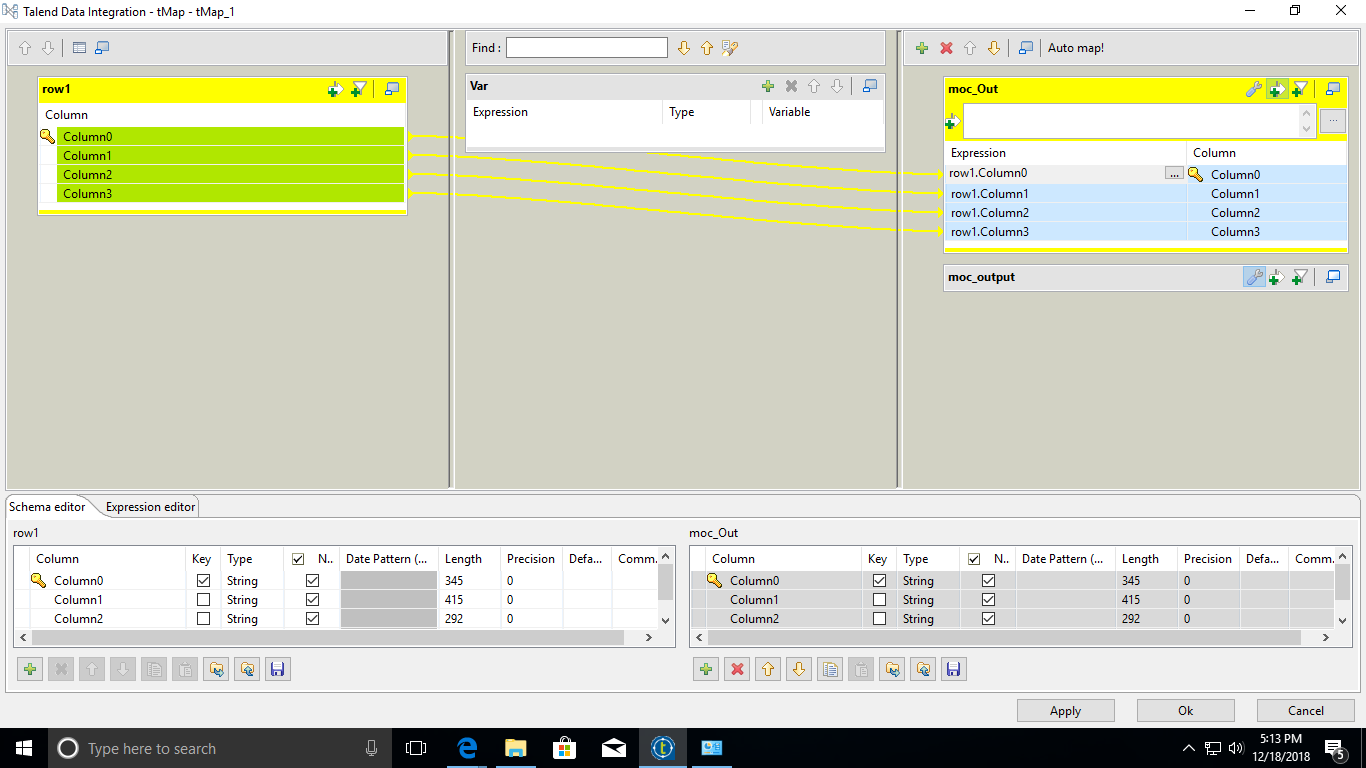 Talend Data Integration - tMap - tMap_1
Find :
Auto map!
row1
Column
Column0
Column1
Column2
Column3
Var
Expression Type Variable
moc_Out
...
Expression Column
row1.Column0 ... Column0
row1.Column1 Column1
row1.Column2 Column2
row1.Column3 Column3
moc_output
Schema editor Expression editor
row1
Column Key Type N.. Date Pattern (... Length Precision Defa... Comm.
Column0 String 345 0
Column1 String 415 0
Column2 String 292 0
moc_Out
Column Key Type N.. Date Pattern (... Length Precision Defa... Comm.
Column0 String 345 0
Column1 String 415 0
Column2 String 292 0
Apply Ok Cancel
Type here to search
5:13 PM
12/18/2018
5